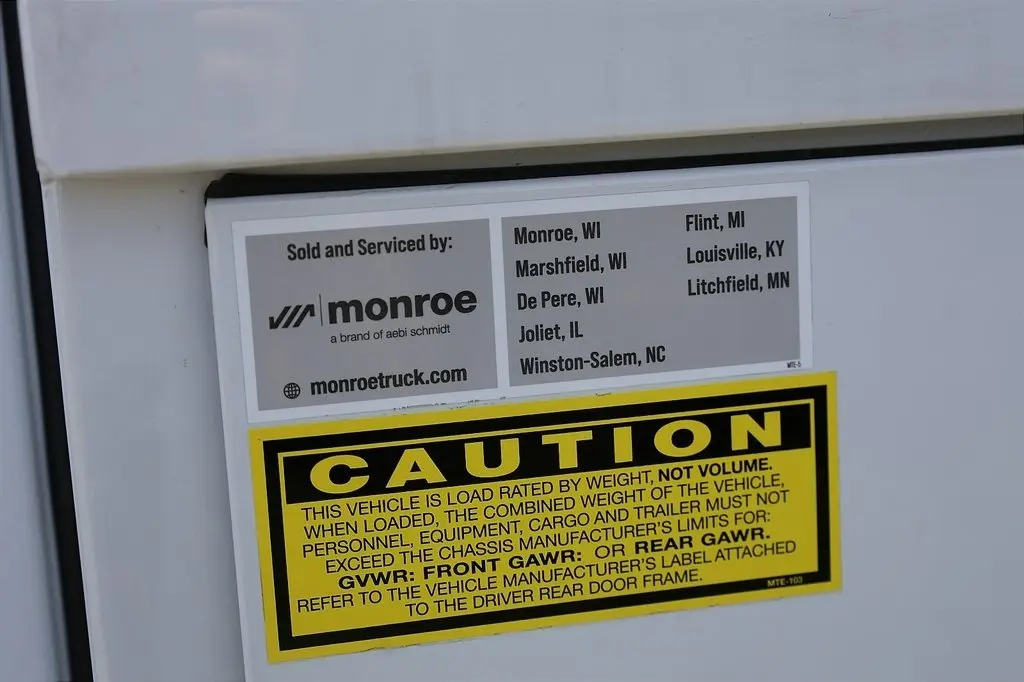 Sold and Serviced by:
monroe
a brand of aebi schmidt
monroetruck.com
Monroe, WI
Marshfield, WI
De Pere, WI
Joliet, IL
Winston-Salem, NC
Flint, MI
Louisville, KY
Litchfield, MN
MTE-5
CAUTION
THIS VEHICLE IS LOAD RATED BY WEIGHT, NOT VOLUME.
WHEN LOADED, THE COMBINED WEIGHT OF THE VEHICLE,
PERSONNEL, EQUIPMENT, CARGO AND TRAILER MUST NOT
EXCEED THE CHASSIS MANUFACTURER'S LIMITS FOR:
GVWR: FRONT GAWR: OR REAR GAWR.
REFER TO THE VEHICLE MANUFACTURER'S LABEL ATTACHED
TO THE DRIVER REAR DOOR FRAME.
MTE-103